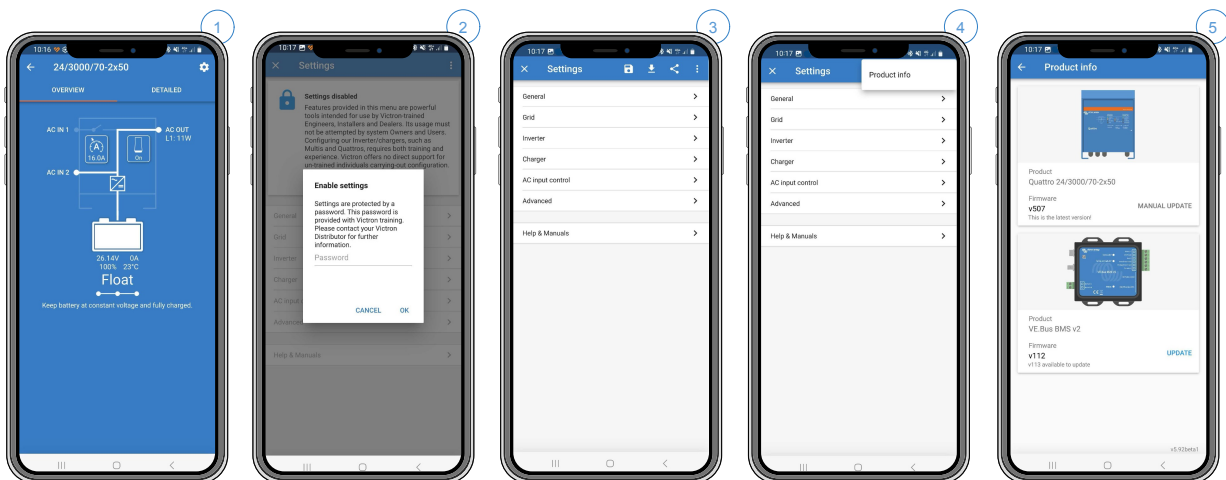 1
10:16
24/3000/70-2x50
OVERVIEW DETAILED
AC IN 1
AC OUT
L1: 11W
16.0A
On
AC IN 2
26.14V 0A
100% 23°C
Float
Keep battery at constant voltage and fully charged.
2
10:17
Settings
Settings disabled
Features provided in this menu are powerful
tools intended for use by Victron-trained
Engineers, Installers and Dealers. Its usage must
not be attempted by system Owners and Users.
Configuring our Inverter/chargers, such as
Multis and Quattros, requires both training and
experience. Victron offers no direct support for
un-trained individuals carrying-out configuration.
Enable settings
Settings are protected by a
password. This password is
provided with Victron training.
Please contact your Victron
Distributor for further
information.
Password
CANCEL OK
General
Grid
Inverter
Charger
AC input
Advanced
Help & Manuals
3
10:17
Settings
General
Grid
Inverter
Charger
AC input control
Advanced
Help & Manuals
4
10:17
Settings
Product info
General
Grid
Inverter
Charger
AC input control
Advanced
Help & Manuals
5
10:17
Product info
Product
Quattro 24/3000/70-2x50
Firmware
v507
MANUAL UPDATE
This is the latest version!
Product
VE.Bus BMS v2
Firmware
v112
UPDATE
v113 available to update
v5.92beta1